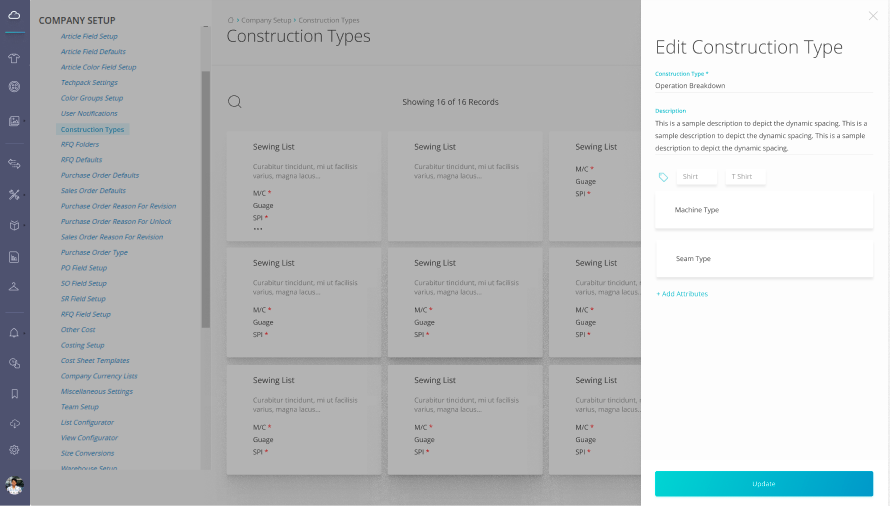 COMPANY SETUP
Article Field Setup
Article Field Defaults
Article Color Field Setup
Techpack Settings
Color Groups Setup
User Notifications
Construction Types
RFQ Folders
RFQ Defaults
Purchase Order Defaults
Sales Order Defaults
Purchase Order Reason For Revision
Purchase Order Reason For Unlock
Sales Order Reason For Revision
Purchase Order Type
PO Field Setup
SO Field Setup
SR Field Setup
RFQ Field Setup
Other Cost
Costing Setup
Cost Sheet Templates
Company Currency Lists
Miscellaneous Settings
Team Setup
List Configurator
View Configurator
Size Conversions
Warehouse Setup
Company Setup Construction Types
Construction Types
Showing 16 of 16 Records
Sewing List
Curabitur tincidunt, mi ut facilisis
varius, magna lacus...
M/C *
Guage
SPI *
...
Sewing List
Curabitur tincidunt, mi ut facilisis
varius, magna lacus...
Sewing List
M/C *
Guage
SPI *
Sewing List
Curabitur tincidunt, mi ut facilisis
varius, magna lacus...
M/C *
Guage
SPI *
Sewing List
Curabitur tincidunt, mi ut facilisis
varius, magna lacus...
M/C *
Guage
SPI *
Sewing List
Curabitur tincidunt, mi
varius, magna lacus...
M/C *
Guage
SPI *
Sewing List
Curabitur tincidunt, mi ut facilisis
varius, magna lacus...
M/C *
Guage
SPI *
Sewing List
Curabitur tincidunt, mi ut facilisis
varius, magna lacus...
M/C *
Guage
SPI *
Sewing List
Curabitur tincidunt, mi
varius, magna lacus...
M/C *
Guage
SPI *
Edit Construction Type
Construction Type *
Operation Breakdown
Description
This is a sample description to depict the dynamic spacing. This is a
sample description to depict the dynamic spacing. This is a sample
description to depict the dynamic spacing.
Shirt T Shirt
Machine Type
Seam Type
+ Add Attributes
Update